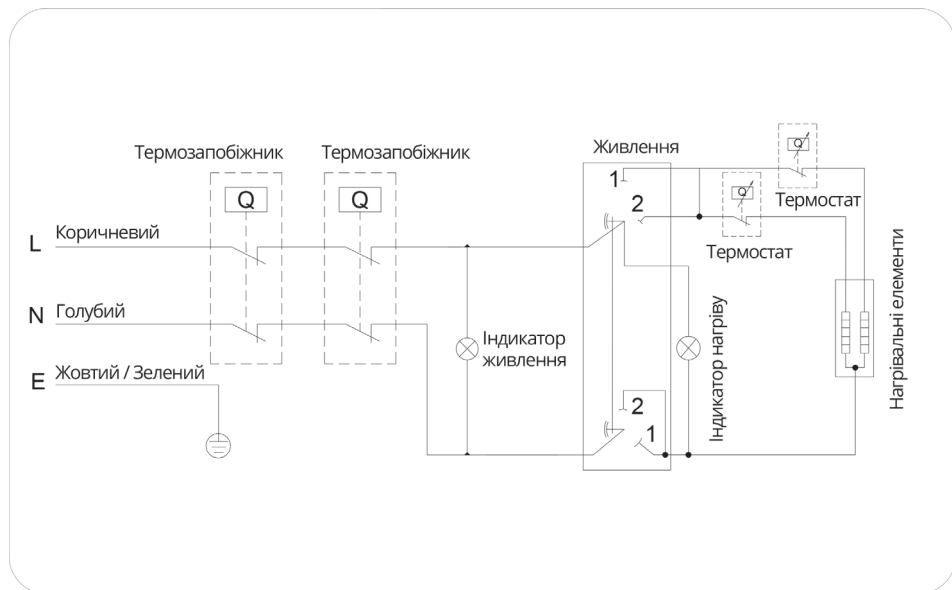 Термозапобіжник
Термозапобіжник
Живлення
Q
Q
Q
Q
1
2
Термостат
Термостат
L
Коричневий
N
Голубий
E
Жовтий / Зелений
Індикатор
живлення
Індикатор нагріву
Нагрівальні елементи
2
1